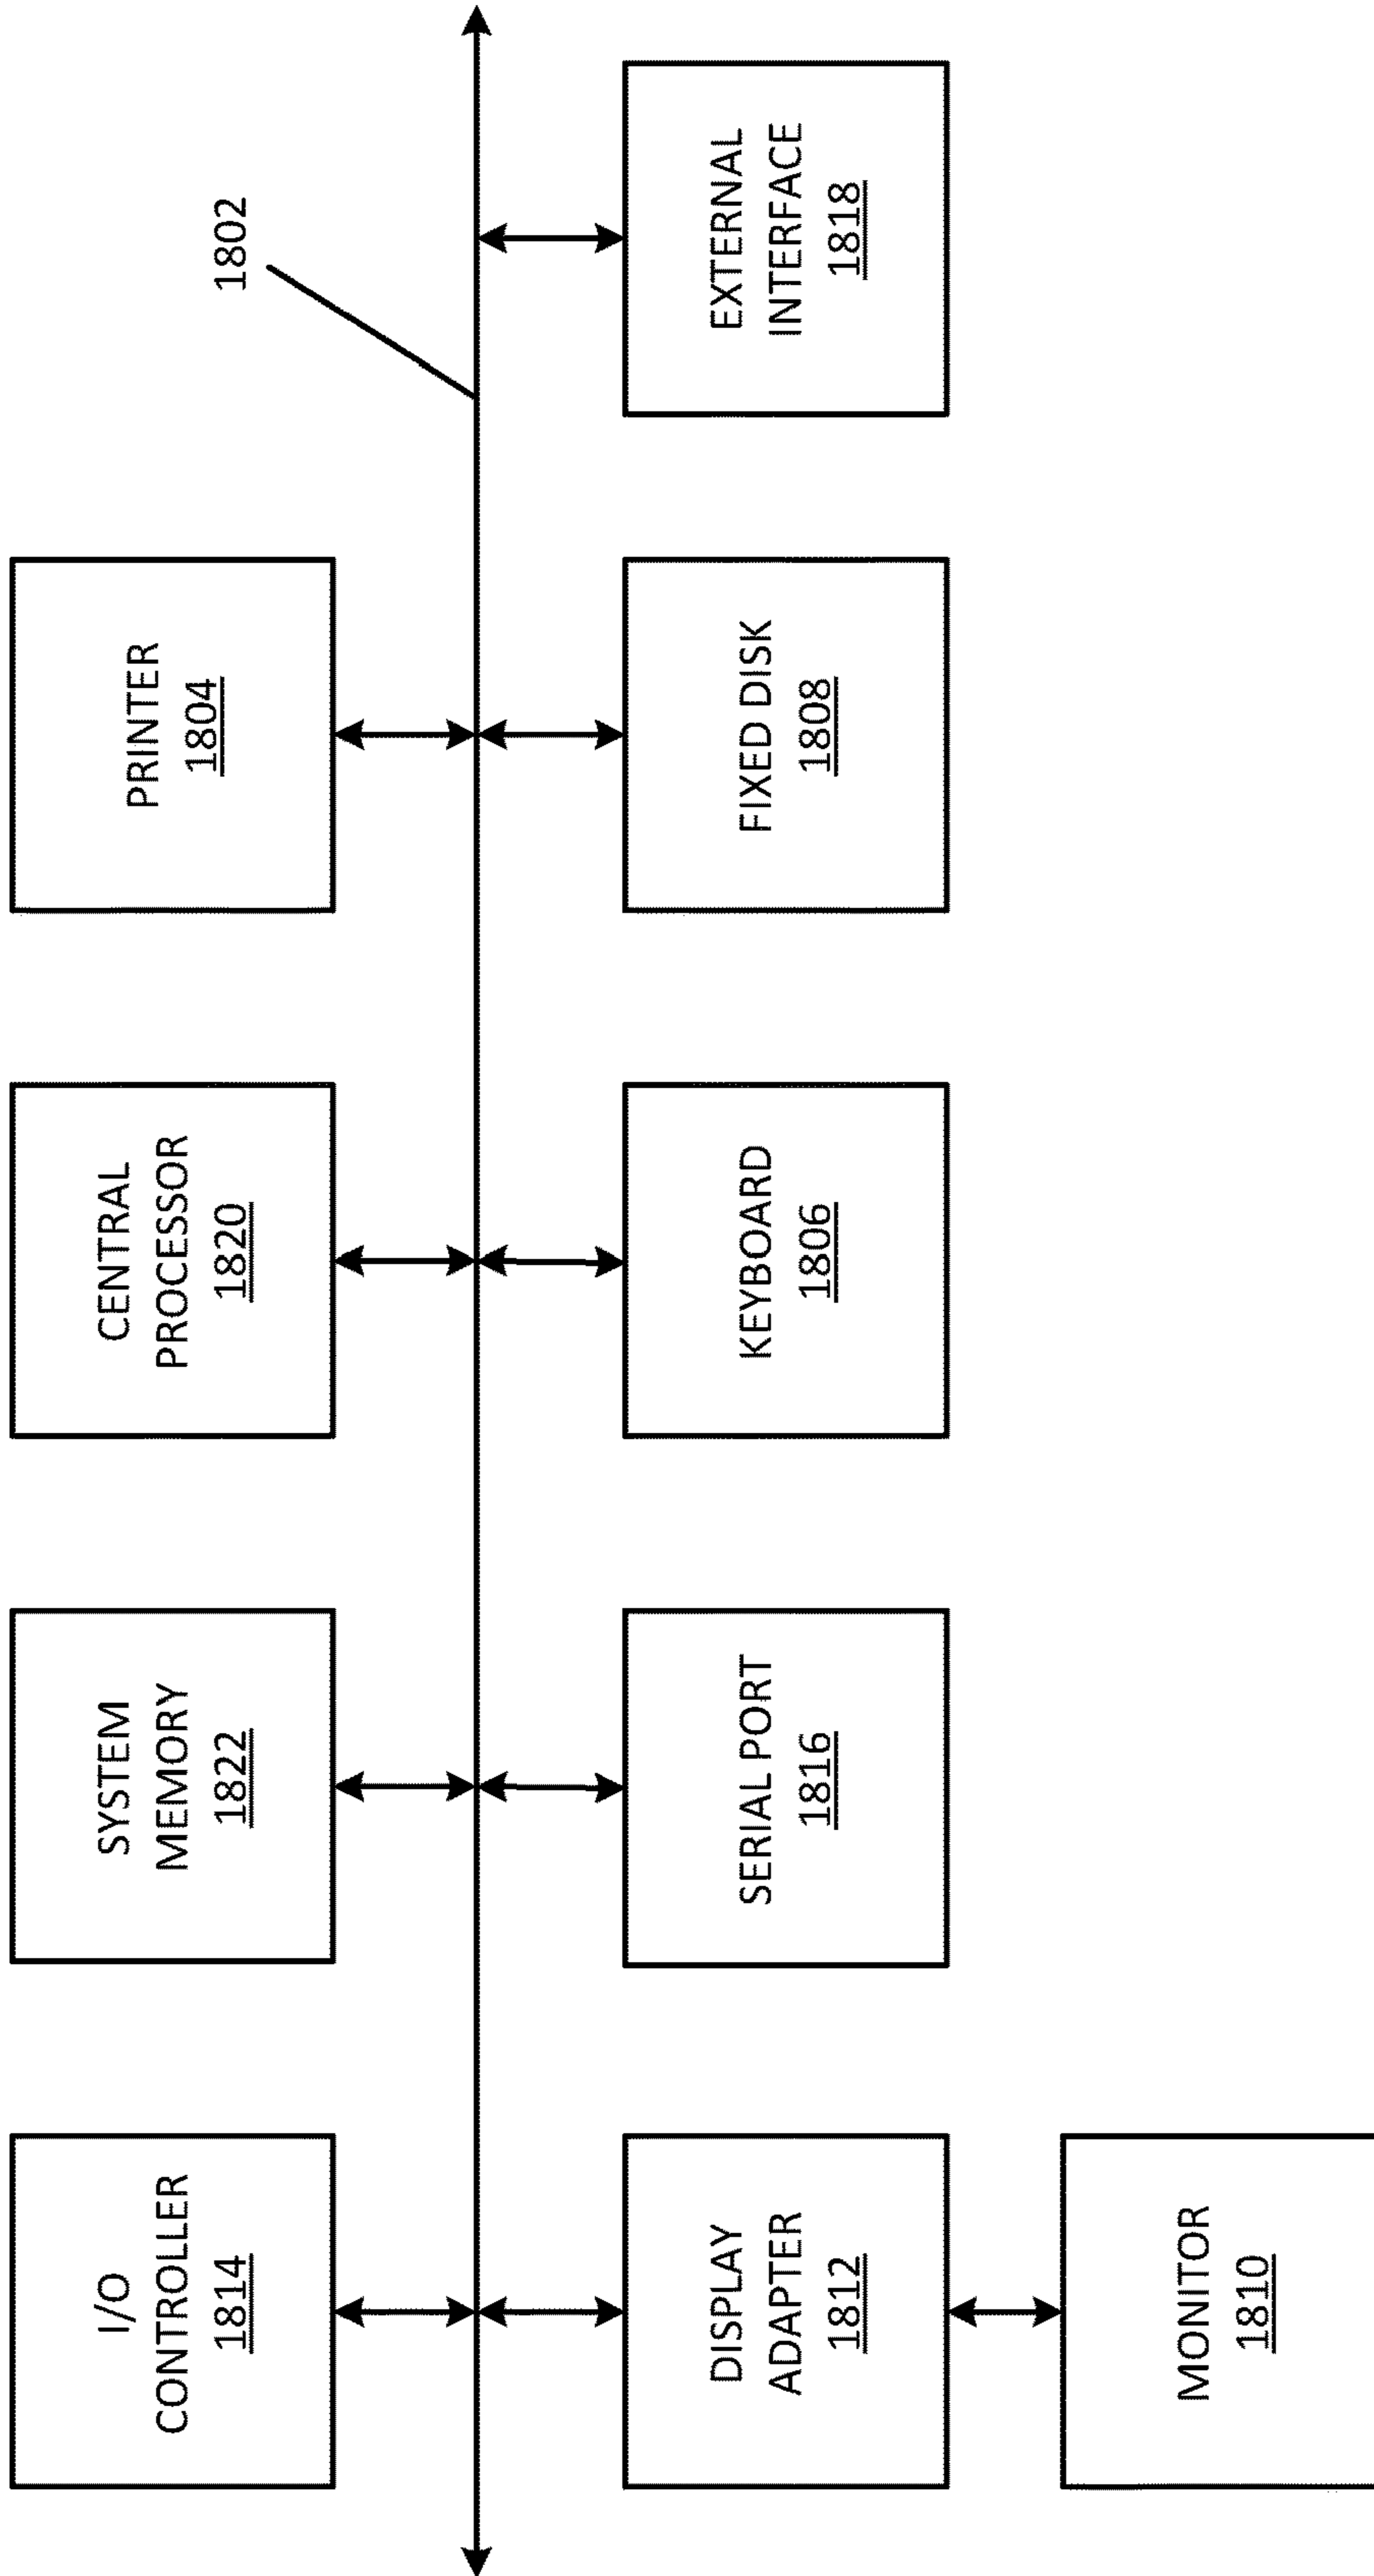 I/O
CONTROLLER
1814
SYSTEM
MEMORY
1822
CENTRAL
PROCESSOR
1820
PRINTER
1804
1802
DISPLAY
ADAPTER
1812
SERIAL PORT
1816
KEYBOARD
1806
FIXED DISK
1808
EXTERNAL
INTERFACE
1818
MONITOR
1810